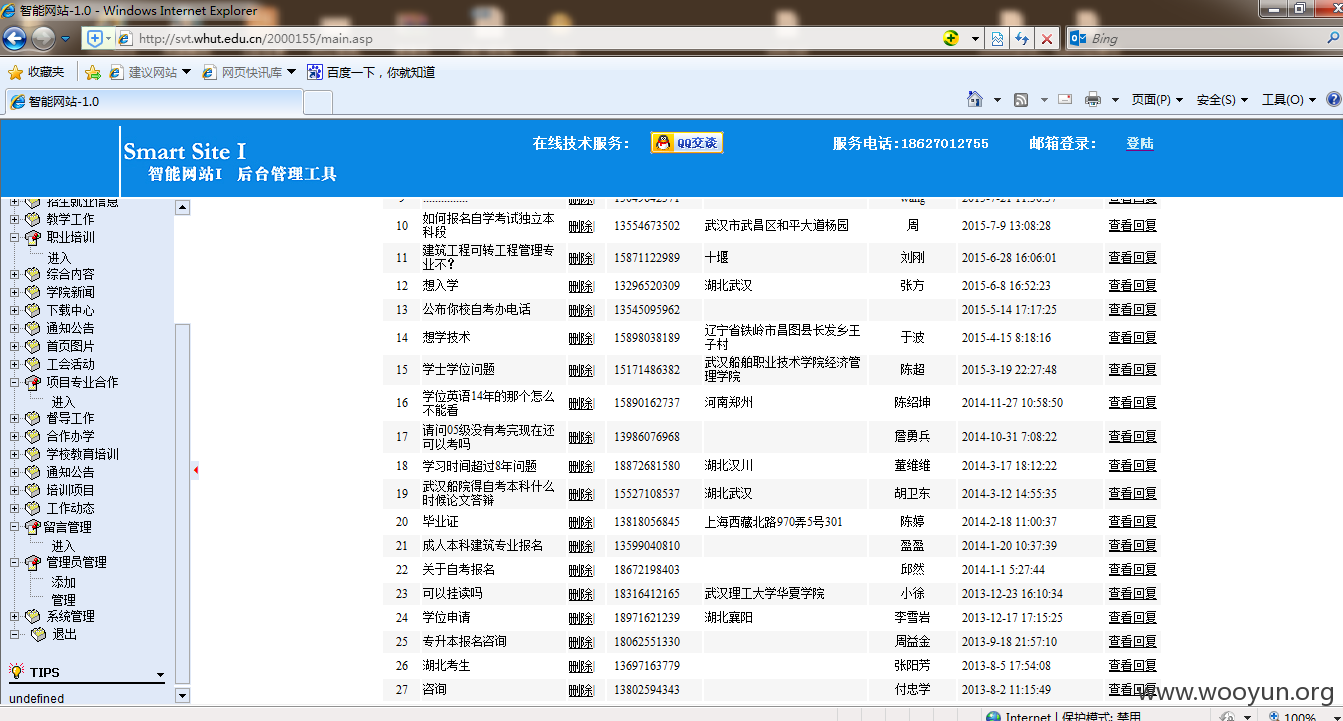 智能网站-1.0 - Windows Internet Explorer
http://svt.whut.edu.cn/2000155/main.asp
Bing
收藏夹 建议网站 网页快讯库 百度一下，你就知道
智能网站-1.0
页面(P) 安全(S) 工具(O)
Smart Site I
智能网站I 后台管理工具
在线技术服务： QQ交谈 服务电话:18627012755 邮箱登录： 登陆
招生就业信息
教学工作
职业培训
进入
综合内容
学院新闻
下载中心
通知公告
首页图片
工会活动
项目专业合作
进入
督导工作
合作办学
学校教育培训
通知公告
培训项目
工作动态
留言管理
进入
管理员管理
添加
管理
系统管理
退出
TIPS
undefined
10 如何报名自学考试独立本科段 删除| 13554673502 武汉市武昌区和平大道杨园 周 2015-7-9 13:08:28 查看回复
11 建筑工程可转工程管理专业不? 删除| 15871122989 十堰 刘刚 2015-6-28 16:06:01 查看回复
12 想入学 删除| 13296520309 湖北武汉 张方 2015-6-8 16:52:23 查看回复
13 公布你校自考办电话 删除| 13545095962 2015-5-14 17:17:25 查看回复
14 想学技术 删除| 15898038189 辽宁省铁岭市昌图县长发乡王子村 于波 2015-4-15 8:18:16 查看回复
15 学士学位问题 删除| 15171486382 武汉船舶职业技术学院经济管理学院 陈超 2015-3-19 22:27:48 查看回复
16 学位英语14年的那个怎么不能看 删除| 15890162737 河南郑州 陈绍坤 2014-11-27 10:58:50 查看回复
17 请问05级没有考完现在还可以考吗 删除| 13986076968 詹勇兵 2014-10-31 7:08:22 查看回复
18 学习时间超过8年问题 删除| 18872681580 湖北汉川 董维维 2014-3-17 18:12:22 查看回复
19 武汉船院得自考本科什么时候论文答辩 删除| 15527108537 湖北武汉 胡卫东 2014-3-12 14:55:35 查看回复
20 毕业证 删除| 13818056845 上海西藏北路970弄5号301 陈婷 2014-2-18 11:00:37 查看回复
21 成人本科建筑专业报名 删除| 13599040810 盈盈 2014-1-20 10:37:39 查看回复
22 关于自考报名 删除| 18672198403 邱然 2014-1-1 5:27:44 查看回复
23 可以挂读吗 删除| 18316412165 武汉理工大学华夏学院 小徐 2013-12-23 16:10:34 查看回复
24 学位申请 删除| 18971621239 湖北襄阳 李雪岩 2013-12-17 17:15:25 查看回复
25 专升本报名咨询 删除| 18062551330 周益金 2013-9-18 21:57:10 查看回复
26 湖北考生 删除| 13697163779 张阳芳 2013-8-5 17:54:08 查看回复
27 咨询 删除| 13802594343 付忠学 2013-8-2 11:15:49 查看回复
www.wooyun.org
Internet | 保护模式: 禁用 100%